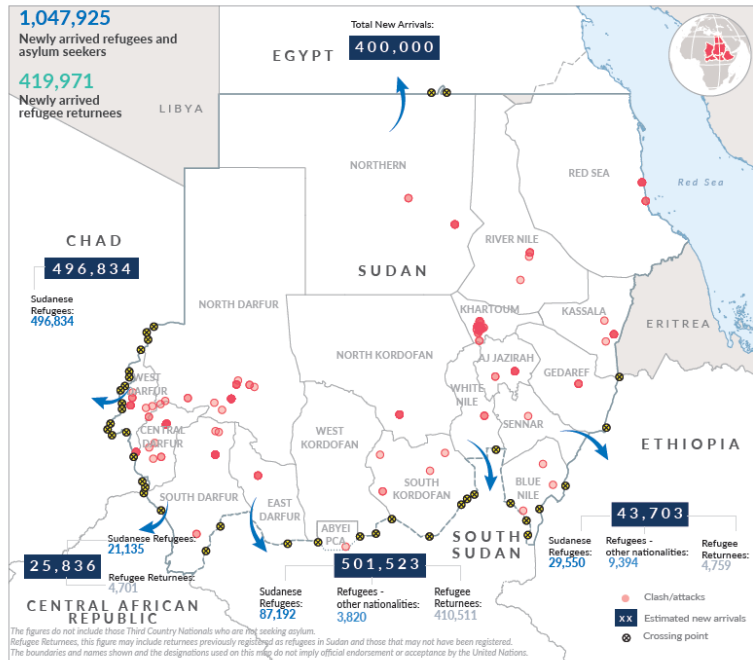 1,047,925
Newly arrived refugees and
asylum seekers
419,971
Newly arrived
refugee returnees
Total New Arrivals:
400,000
EGYPT
LIBYA
NORTHERN
RED SEA
Red Sea
CHAD
496,834
Sudanese
Refugees:
496,834
SUDAN
RIVER NILE
NORTH DARFUR
KHARTOUM
KASSALA
ERITREA
NORTH KORDOFAN
AJ JAZIRAH
GEDAREF
WHITE
NILE
WEST
DARFUR
SENNAR
WEST
KORDOFAN
CENTRAL
DARFUR
ETHIOPIA
SOUTH
KORDOFAN
BLUE
NILE
SOUTH DARFUR
EAST
DARFUR
ABYEI
PCA
SOUTH
SUDAN
43,703
Sudanese
Refugees:
29,550
Refugees -
other nationalities:
9,394
Refugee
Returnees:
4,759
Sudanese Refugees:
21,135
25,836
Refugee Returnees:
4,701
CENTRAL AFRICAN
REPUBLIC
501,523
Sudanese
Refugees:
87,192
Refugees -
other nationalities:
3,820
Refugee
Returnees:
410,511
Clash/attacks
xx
Estimated new arrivals
Crossing point
The figures do not include those Third Country Nationals who are not seeking asylum.
Refugee Returnees, this figure may include returnees previously registered as refugees in Sudan and those that may not have been registered.
The boundaries and names shown and the designations used on this map do not imply official endorsement or acceptance by the United Nations.